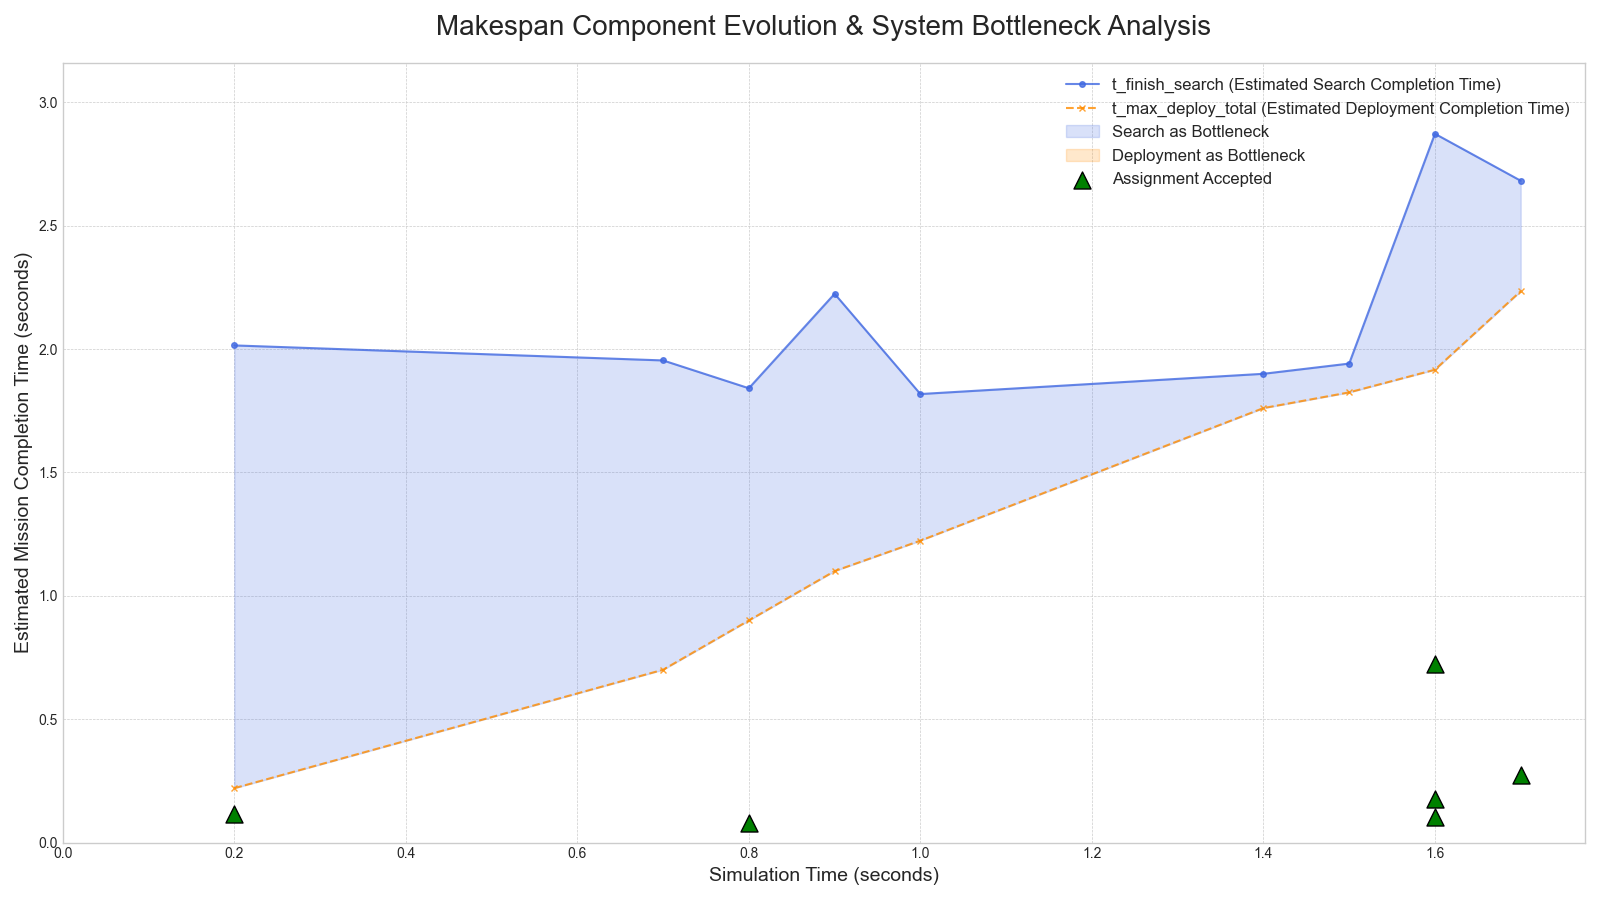 Makespan Component Evolution & System Bottleneck Analysis
t_finish_search (Estimated Search Completion Time)
t_max_deploy_total (Estimated Deployment Completion Time)
Search as Bottleneck
Deployment as Bottleneck
Assignment Accepted
Estimated Mission Completion Time (seconds)
3.0
2.5
2.0
1.5
1.0
0.5
0.0
0.0 0.2 0.4 0.6 0.8 1.0 1.2 1.4 1.6
Simulation Time (seconds)